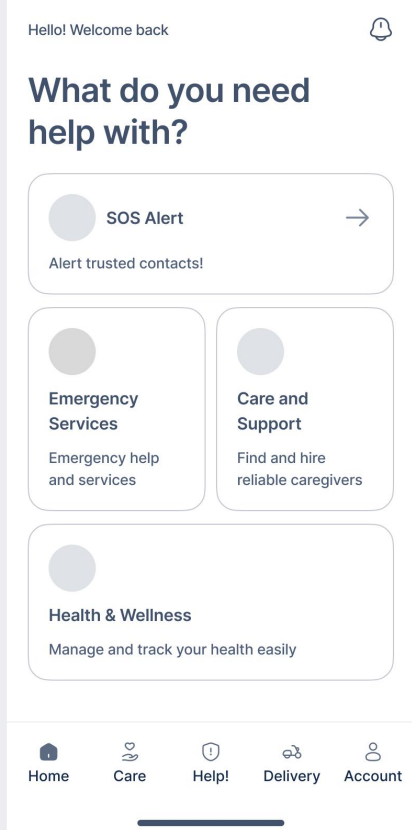 Hello! Welcome back
What do you need
help with?
SOS Alert
Alert trusted contacts!
Emergency
Services
Emergency help
and services
Care and
Support
Find and hire
reliable caregivers
Health & Wellness
Manage and track your health easily
Home
Care
Help!
Delivery
Account